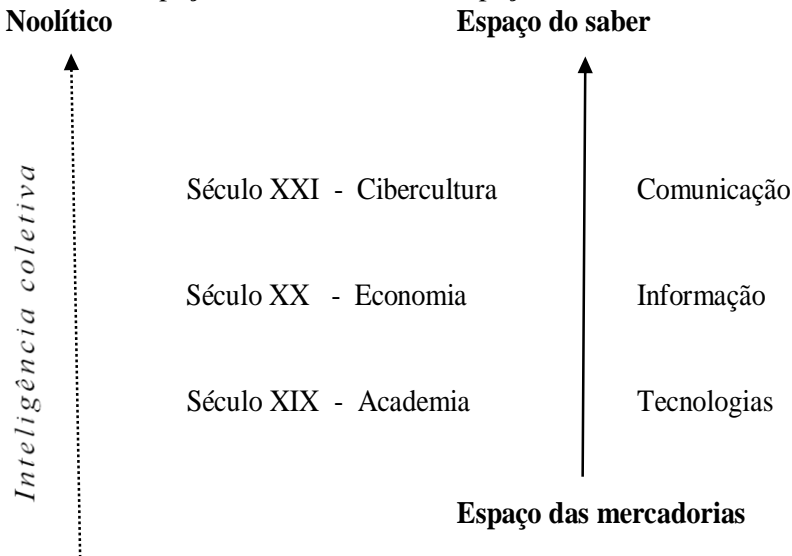 Noolítico Espaço do saber
Século XXI - Cibercultura Comunicação
Século XX - Economia Informação
Século XIX - Academia Tecnologias
Inteligência coletiva
Espaço das mercadorias